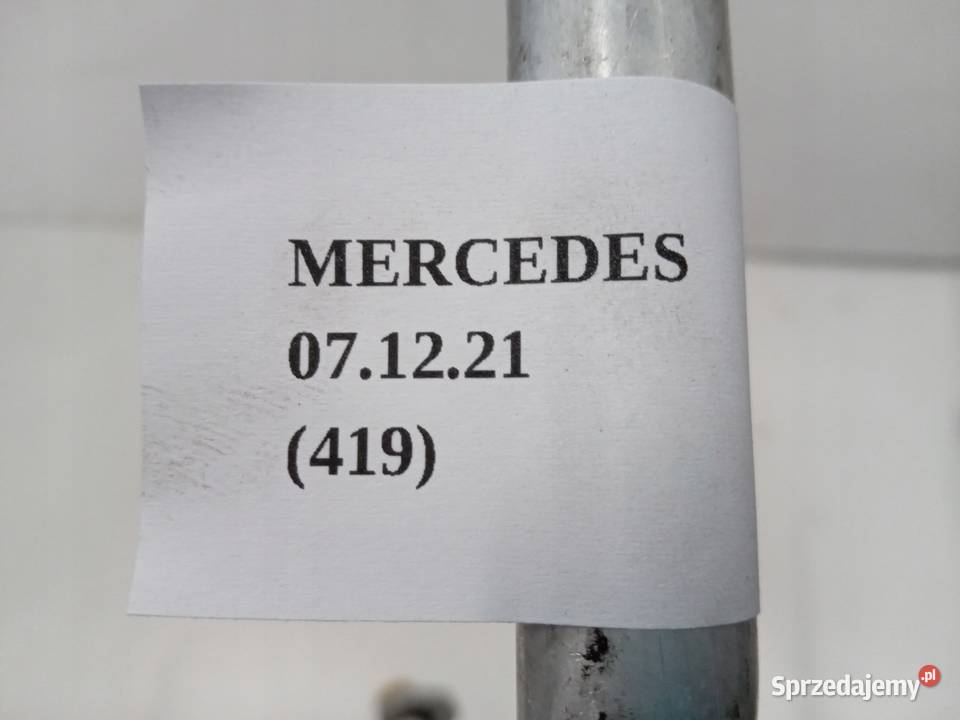 MERCEDES
07.12.21
(419)
Sprzedajemy.pl